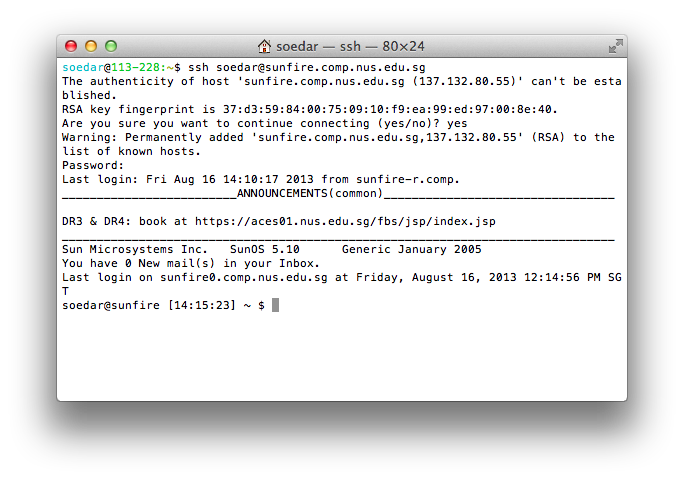 soedar — ssh — 80×24
soedar@113-228:~$ ssh soedar@sunfire.comp.nus.edu.sg
The authenticity of host 'sunfire.comp.nus.edu.sg (137.132.80.55)' can't be esta
blished.
RSA key fingerprint is 37:d3:59:84:00:75:09:10:f9:ea:99:ed:97:00:8e:40.
Are you sure you want to continue connecting (yes/no)? yes
Warning: Permanently added 'sunfire.comp.nus.edu.sg,137.132.80.55' (RSA) to the
list of known hosts.
Password:
Last login: Fri Aug 16 14:10:17 2013 from sunfire-r.comp.
_________________________ANNOUNCEMENTS(common)_________________________________
DR3 & DR4: book at https://aces01.nus.edu.sg/fbs/jsp/index.jsp
_______________________________________________________________________________
Sun Microsystems Inc.   SunOS 5.10      Generic January 2005
You have 0 New mail(s) in your Inbox.
Last login on sunfire0.comp.nus.edu.sg at Friday, August 16, 2013 12:14:56 PM SG
T
soedar@sunfire [14:15:23] ~ $